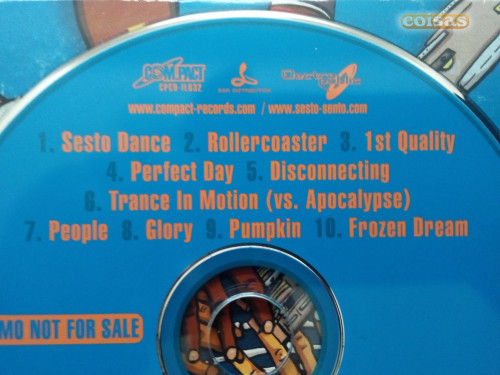 coisas
COM.PACT
CPCD-IL032
www.compact-records.com / www.sesto-sento.com
1. Sesto Dance 2. Rollercoaster 3. 1st Quality
4. Perfect Day 5. Disconnecting
6. Trance In Motion (vs. Apocalypse)
7. People 8. Glory 9. Pumpkin 10. Frozen Dream
MO NOT FOR SALE